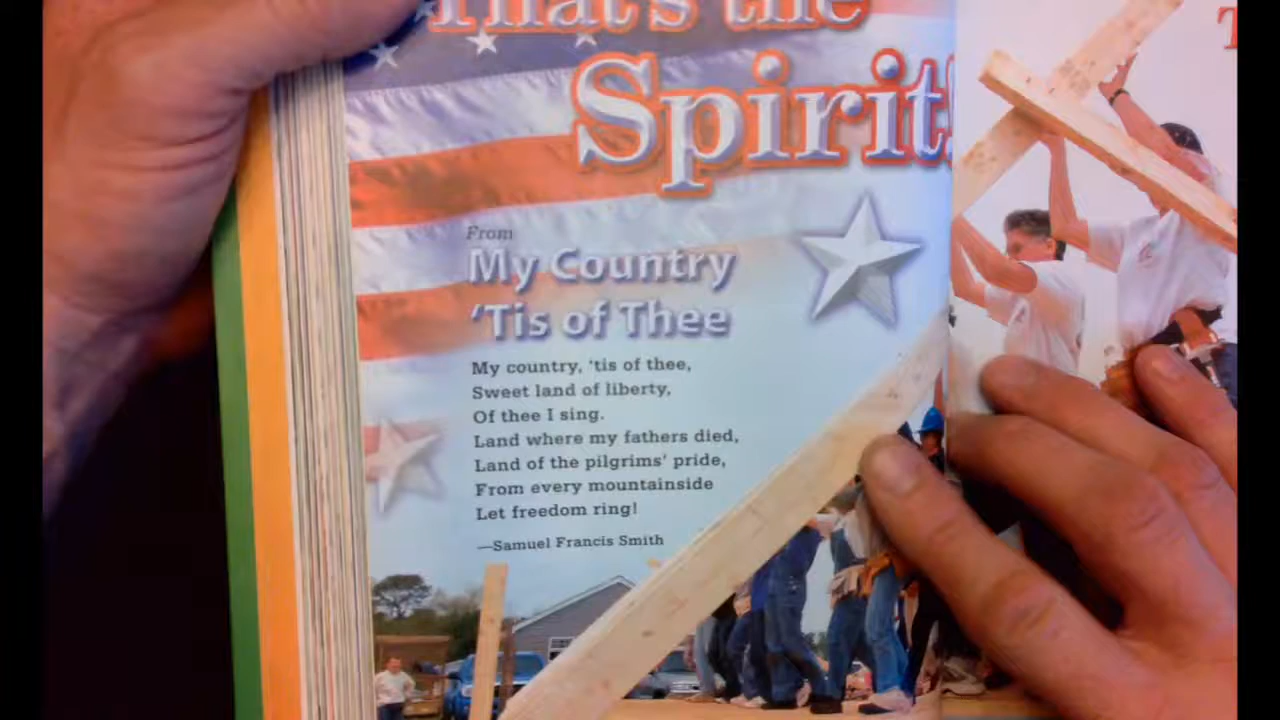 That's the
Spirit!
From
My Country
'Tis of Thee
My country, 'tis of thee,
Sweet land of liberty,
Of thee I sing.
Land where my fathers died,
Land of the pilgrims' pride,
From every mountainside
Let freedom ring!
—Samuel Francis Smith